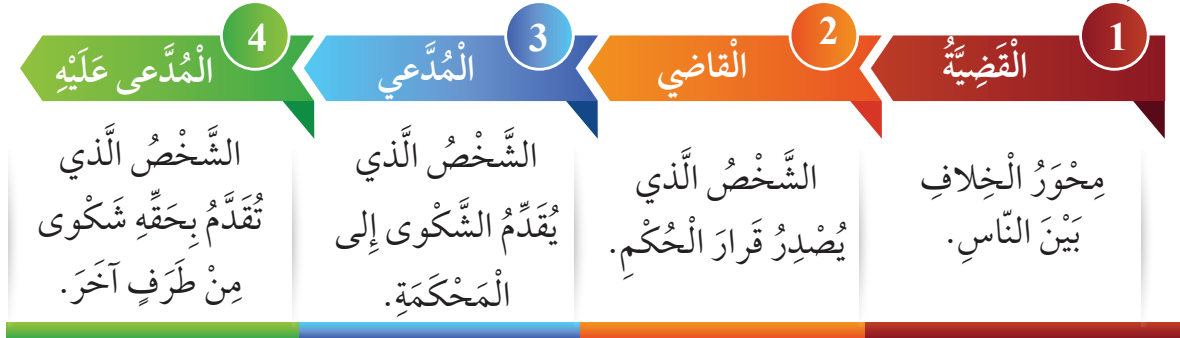 1
الْقَضِيَّةُ
مِحْوَرُ الْخِلافِ
بَيْنَ النّاسِ.
2
الْقاضي
الشَّخْصُ الَّذي
يُصْدِرُ قَرارَ الْحُكْمِ.
3
الْمُدَّعي
الشَّخْصُ الَّذي
يُقَدِّمُ الشَّكْوى إِلى
الْمَحْكَمَةِ.
4
الْمُدَّعى عَلَيْهِ
الشَّخْصُ الَّذي
تُقَدَّمُ بِحَقِّهِ شَكْوى
مِنْ طَرَفٍ آخَرَ.